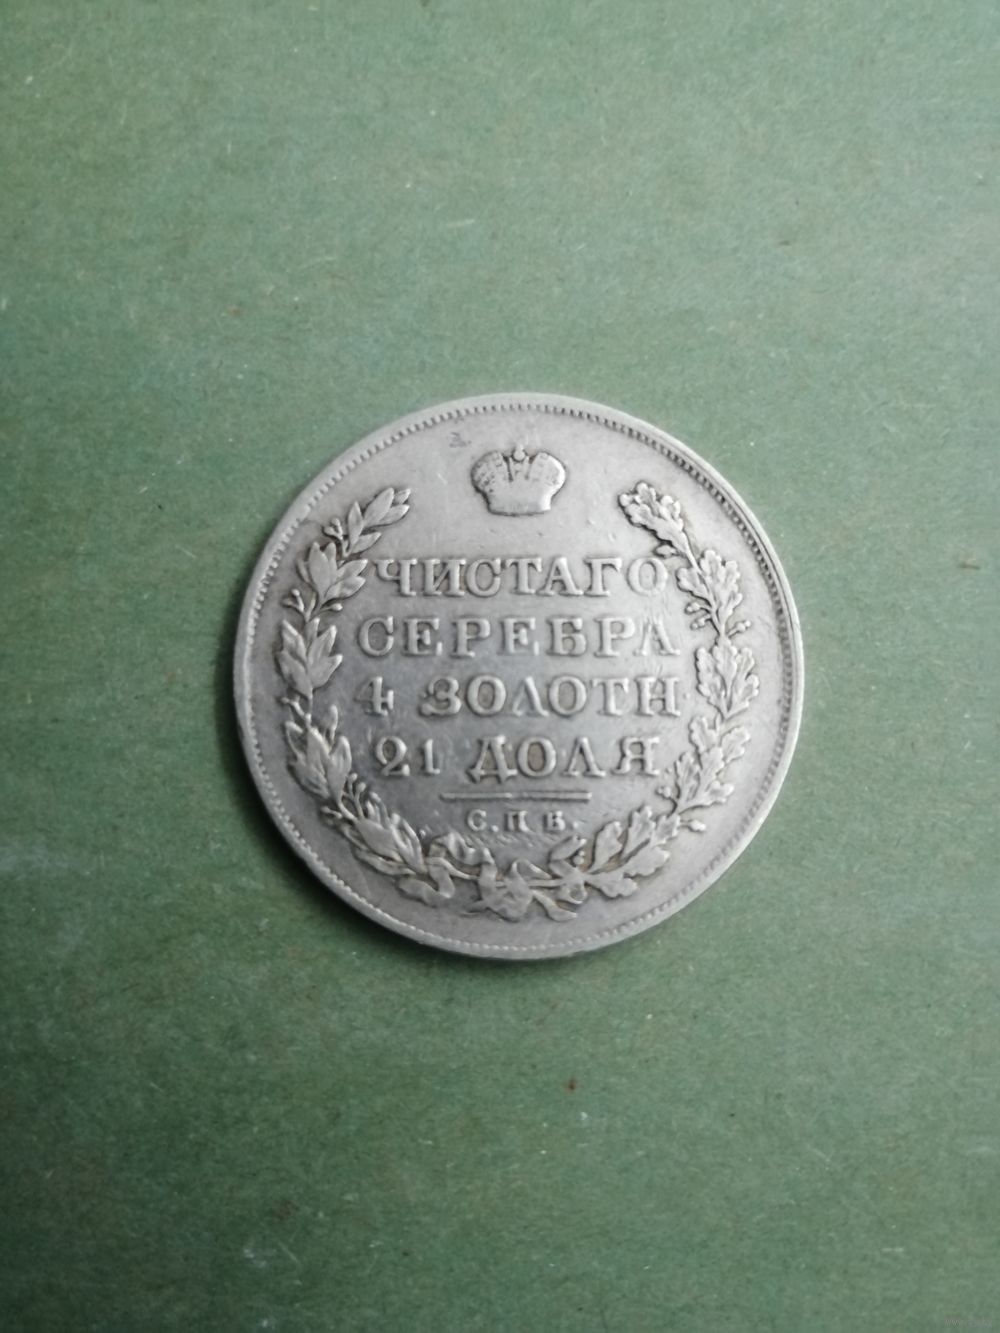 ЧИСТАГО
СЕРЕБРА
4 ЗОЛОТН
21 ДОЛЯ
С.П Б.